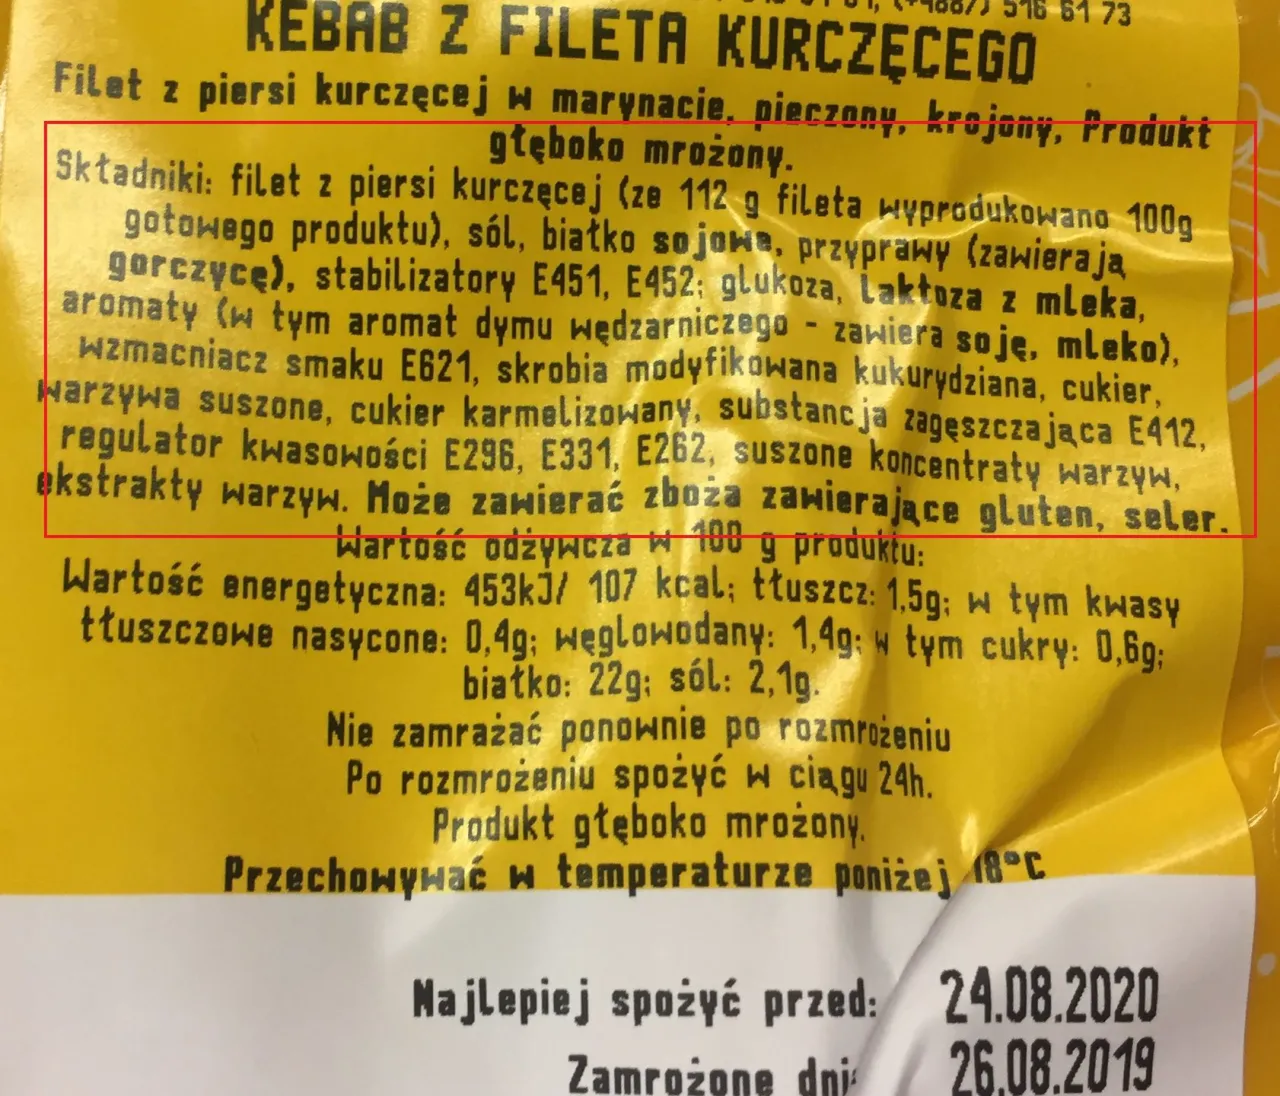 516 61 73
KEBAB Z FILETA KURCZĘCEGO
Filet z piersi kurczęcej w marynacie, pieczony, krojony, Produkt
głęboko mrożony.
Składniki: filet z piersi kurczęcej (ze 112 g fileta wyprodukowano 100g
gotowego produktu), sól, białko sojowe, przyprawy (zawierają
gorczycę), stabilizatory E451, E452; glukoza, laktoza z mleka,
aromaty (w tym aromat dymu wędzarniczego - zawiera soję, mleko),
wzmacniacz smaku E621, skrobia modyfikowana kukurydziana, cukier,
warzywa suszone, cukier karmelizowany, substancja zagęszczająca E412,
regulator kwasowości E296, E331, E262, suszone koncentraty warzyw,
ekstrakty warzyw. Może zawierać zboża zawierające gluten, seler.
Wartość odżywcza w 100 g produktu:
Wartość energetyczna: 453kJ/ 107 kcal; tłuszcz: 1,5g; w tym kwasy
tłuszczowe nasycone: 0,4g; węglowodany: 1,4g; w tym cukry: 0,6g;
białko: 22g; sól: 2,1g.
Nie zamrażać ponownie po rozmrożeniu
Po rozmrożeniu spożyć w ciągu 24h.
Produkt głęboko mrożony.
Przechowywać w temperaturze poniżej 18°C
Najlepiej spożyć przed: 24.08.2020
Zamrożone dnia: 26.08.2019